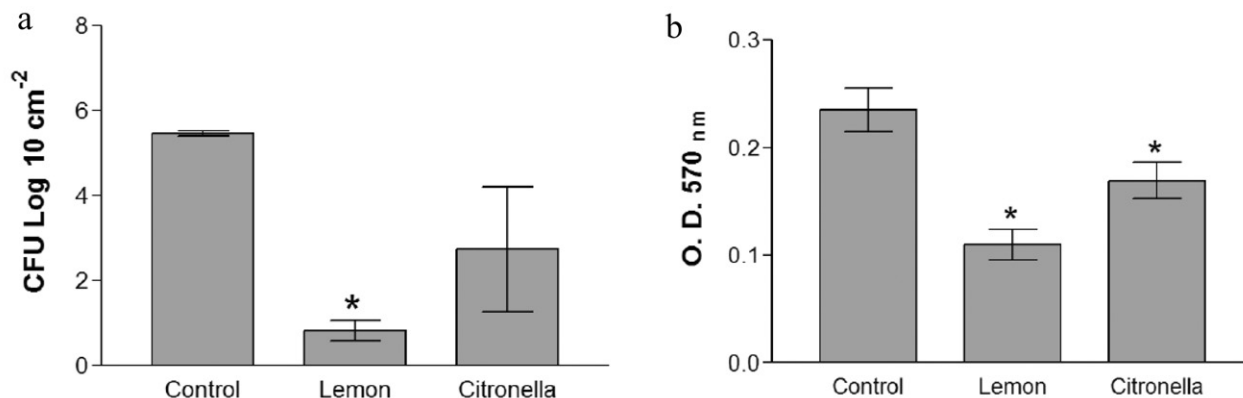 a
CFU Log 10 cm-2
8
6
4
2
0
*
Control Lemon Citronella
b
O. D. 570 nm
0.3
0.2
0.1
0.0
*
*
Control Lemon Citronella